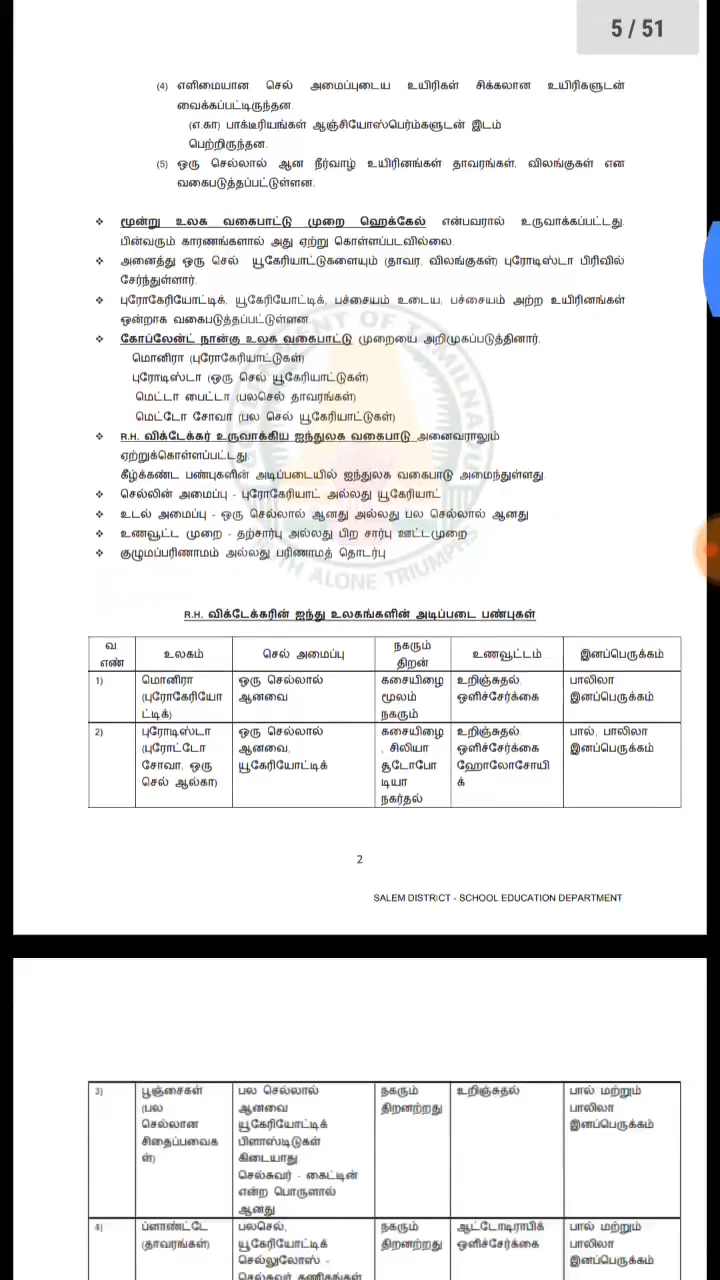 5 / 51
(4) எளிமையான செல் அமைப்புடைய உயிரிகள் சிக்கலான உயிரிகளுடன்
வைக்கப்பட்டிருந்தன.
(எ.கா) பாக்டீரியங்கள் ஆஞ்சியோஸ்பெர்ம்களுடன் இடம்
பெற்றிருந்தன.
(5) ஒரு செல்லால் ஆன நீர்வாழ் உயிரினங்கள் தாவரங்கள், விலங்குகள் என
வகைபடுத்தப்பட்டுள்ளன.
❖ மூன்று உலக வகைபாட்டு முறை ஹெக்கேல் என்பவரால் உருவாக்கப்பட்டது.
பின்வரும் காரணங்களால் அது ஏற்று கொள்ளப்படவில்லை.
❖ அனைத்து ஒரு செல் யூகேரியாட்டுகளையும் (தாவர, விலங்குகள்) புரோடிஸ்டா பிரிவில்
சேர்ந்துள்ளார்.
❖ புரோகேரியோட்டிக், யூகேரியோட்டிக், பச்சையம் உடைய, பச்சையம் அற்ற உயிரினங்கள்
ஒன்றாக வகைபடுத்தப்பட்டுள்ளன.
❖ கோப்லேன்ட் நான்கு உலக வகைபாட்டு முறையை அறிமுகப்படுத்தினார்.
மொனிரா (புரோகேரியாட்டுகள்)
புரோடிஸ்டா (ஒரு செல் யூகேரியாட்டுகள்)
மெட்டா பைட்டா (பலசெல் தாவரங்கள்)
மெட்டோ சோவா (பல செல் யூகேரியாட்டுகள்)
❖ R.H. விக்டேக்கர் உருவாக்கிய ஐந்துலக வகைபாடு அனைவராலும்
ஏற்றுக்கொள்ளப்பட்டது.
கீழ்க்கண்ட பண்புகளின் அடிப்படையில் ஐந்துலக வகைபாடு அமைந்துள்ளது.
❖ செல்லின் அமைப்பு - புரோகேரியாட் அல்லது யூகேரியாட்
❖ உடல் அமைப்பு - ஒரு செல்லால் ஆனது அல்லது பல செல்லால் ஆனது
❖ உணவூட்ட முறை - தற்சார்பு அல்லது பிற சார்பு ஊட்டமுறை
❖ குழுமப்பரிணாமம் அல்லது பரிணாமத் தொடர்பு
GOVERNMENT OF TAMILNADU
TRUTH ALONE TRIUMPHS
R.H. விக்டேக்கரின் ஐந்து உலகங்களின் அடிப்படை பண்புகள்
வ. எண் உலகம் செல் அமைப்பு நகரும் திறன் உணவூட்டம் இனப்பெருக்கம்
1) மொனிரா ஒரு செல்லால் கசையிழை உறிஞ்சுதல், பாலிலா
(புரோகேரியோ ஆனவை மூலம் ஒளிச்சேர்க்கை இனப்பெருக்கம்
ட்டிக்) நகரும்
2) புரோடிஸ்டா ஒரு செல்லால் கசையிழை உறிஞ்சுதல், பால், பாலிலா
(புரோட்டோ ஆனவை, , சிலியா ஒளிச்சேர்க்கை இனப்பெருக்கம்
சோவா, ஒரு யூகேரியோட்டிக் சூடோபோ ஹோலோசோயி
செல் ஆல்கா) டியா க்
நகர்தல்
2
SALEM DISTRICT - SCHOOL EDUCATION DEPARTMENT
3) பூஞ்சைகள் பல செல்லால் நகரும் உறிஞ்சுதல் பால் மற்றும்
(பல ஆனவை திறனற்றது பாலிலா
செல்லான யூகேரியோட்டிக் இனப்பெருக்கம்
சிதைப்பவைக பிளாஸ்டிடுகள்
ள்) கிடையாது.
செல்சுவர் - கைட்டின்
என்ற பொருளால்
ஆனது
4) ப்ளாண்ட்டே பலசெல், நகரும் ஆட்டோடிராபிக் பால் மற்றும்
(தாவரங்கள்) யூகேரியோட்டிக் திறனற்றது ஒளிச்சேர்க்கை பாலிலா
செல்லுலோஸ் - இனப்பெருக்கம்
செல்சுவர் கணிகங்கள்